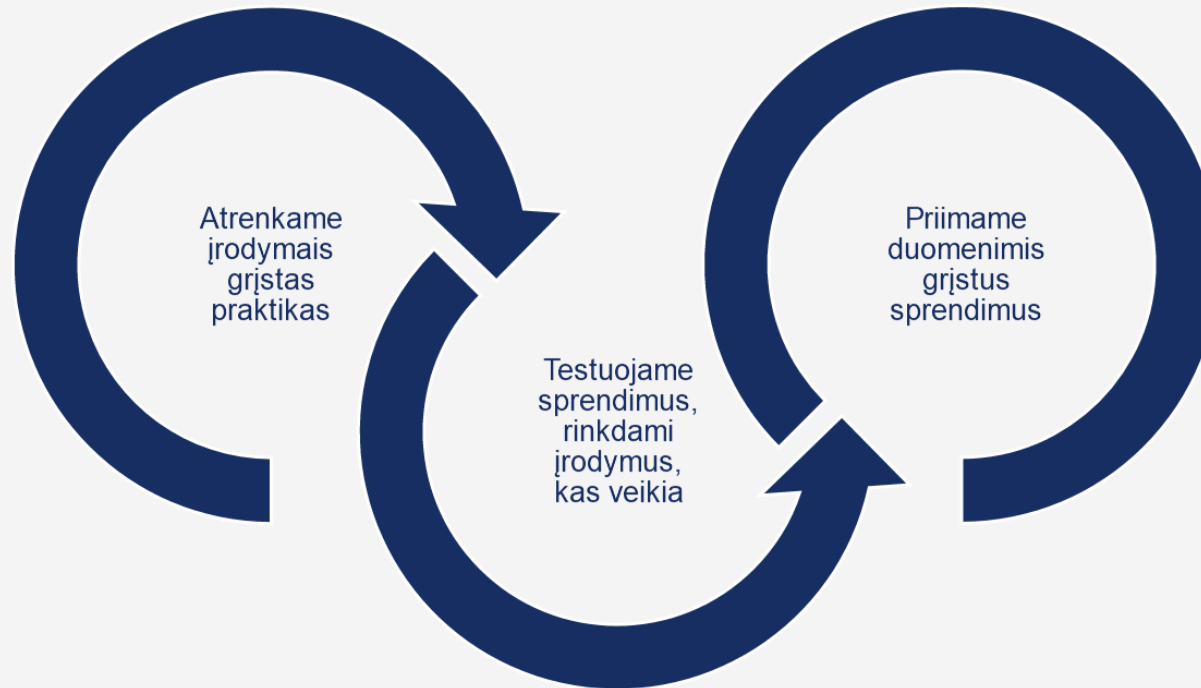 Atrenkame
įrodymais
grįstas
praktikas
Testuojame
sprendimus,
rinkdami
įrodymus,
kas veikia
Priimame
duomenimis
grįstus
sprendimus